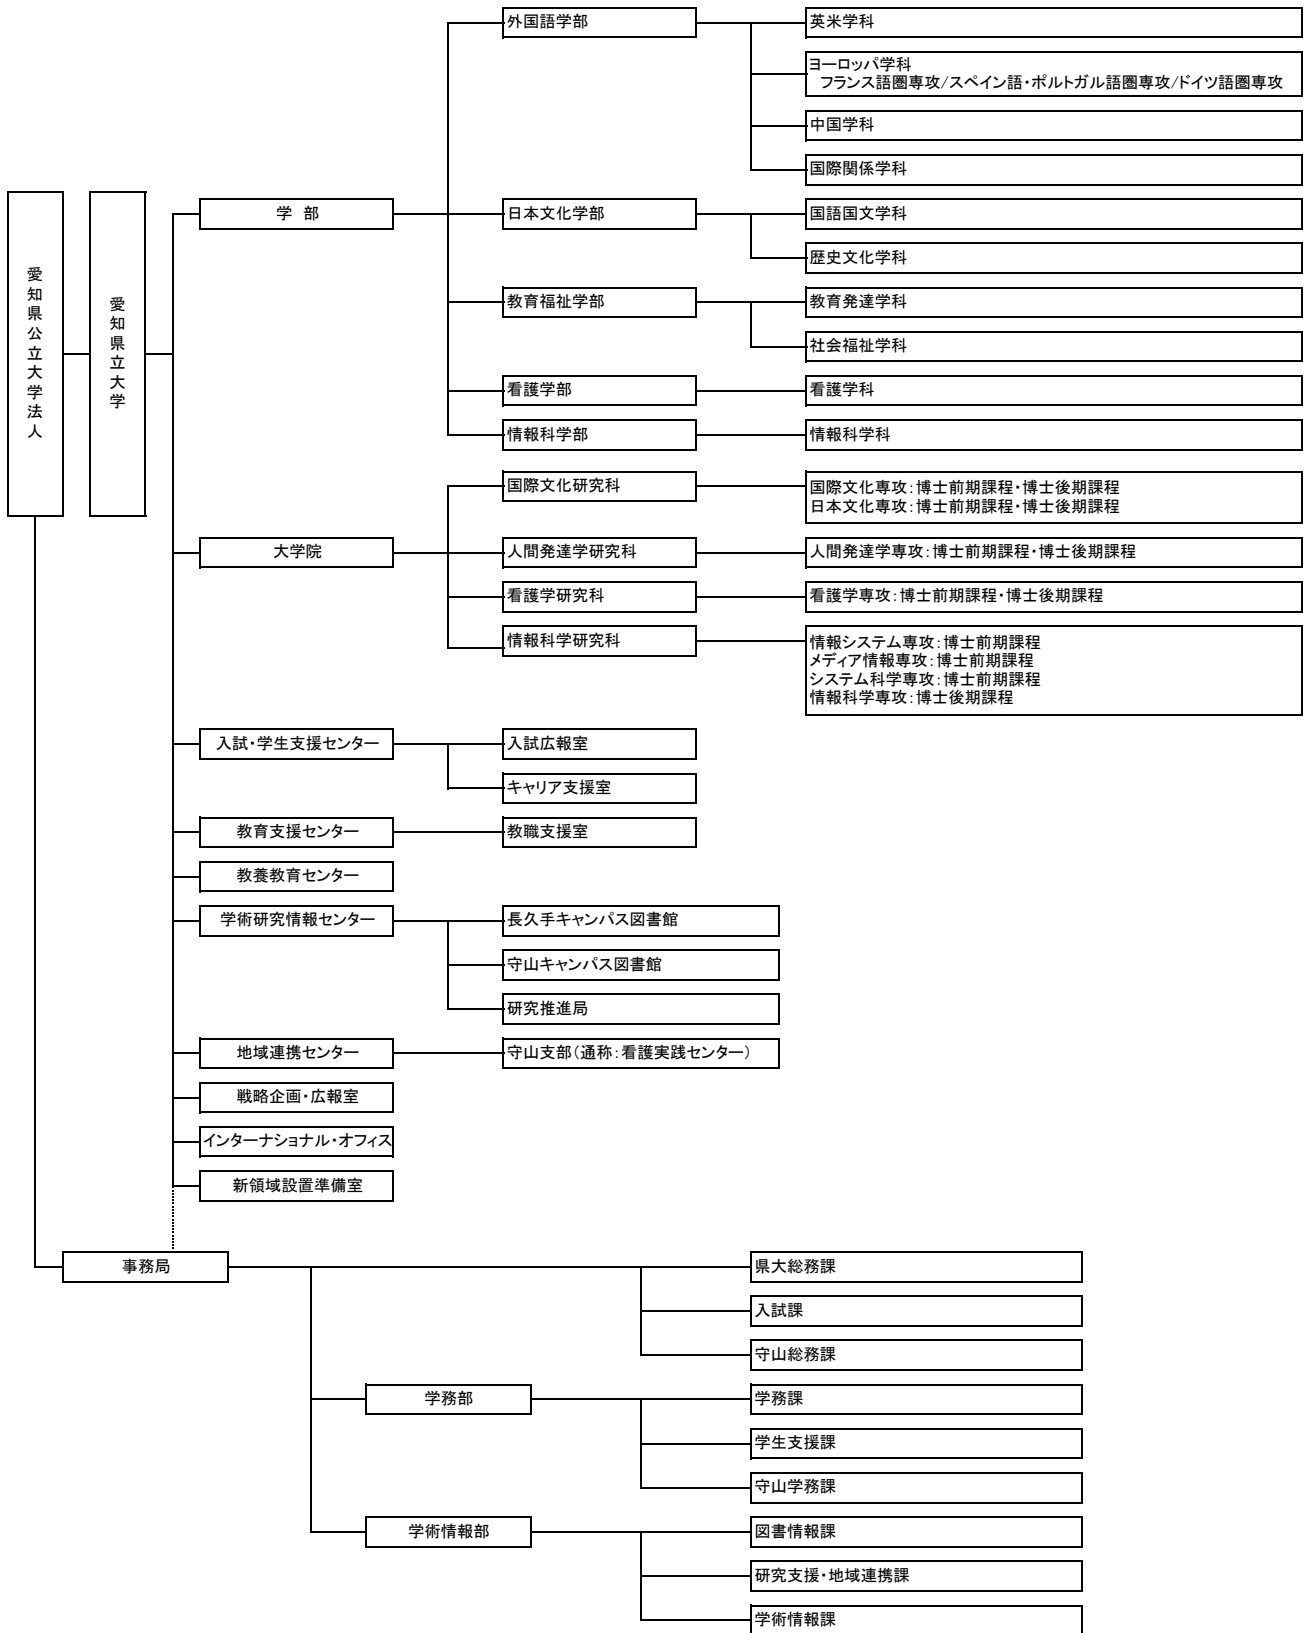 愛知県公立大学法人
愛知県立大学
学 部
外国語学部
英米学科
ヨーロッパ学科
フランス語圏専攻/スペイン語・ポルトガル語圏専攻/ドイツ語圏専攻
中国学科
国際関係学科
日本文化学部
国語国文学科
歴史文化学科
教育福祉学部
教育発達学科
社会福祉学科
看護学部
看護学科
情報科学部
情報科学科
大学院
国際文化研究科
国際文化専攻:博士前期課程・博士後期課程
日本文化専攻:博士前期課程・博士後期課程
人間発達学研究科
人間発達学専攻:博士前期課程・博士後期課程
看護学研究科
看護学専攻:博士前期課程・博士後期課程
情報科学研究科
情報システム専攻:博士前期課程
メディア情報専攻:博士前期課程
システム科学専攻:博士前期課程
情報科学専攻:博士後期課程
入試・学生支援センター
入試広報室
キャリア支援室
教育支援センター
教職支援室
教養教育センター
学術研究情報センター
長久手キャンパス図書館
守山キャンパス図書館
研究推進局
地域連携センター
守山支部(通称:看護実践センター)
戦略企画・広報室
インターナショナル・オフィス
新領域設置準備室
事務局
県大総務課
入試課
守山総務課
学務部
学務課
学生支援課
守山学務課
学術情報部
図書情報課
研究支援・地域連携課
学術情報課